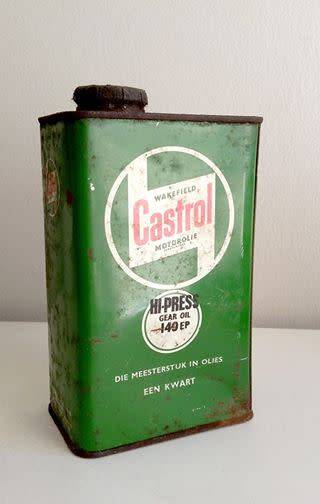 WAKEFIELD
Castrol
MOTOROLIE
HI-PRESS
GEAR OIL
140 EP
DIE MEESTERSTUK IN OLIES
EEN KWART